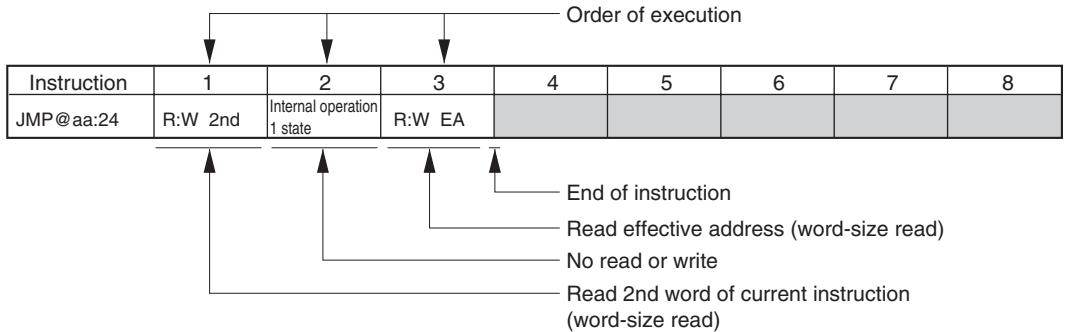 Order of execution
Instruction 1 2 3 4 5 6 7 8
JMP@aa:24 R:W 2nd Internal operation R:W EA
1 state
End of instruction
Read effective address (word-size read)
No read or write
Read 2nd word of current instruction
(word-size read)